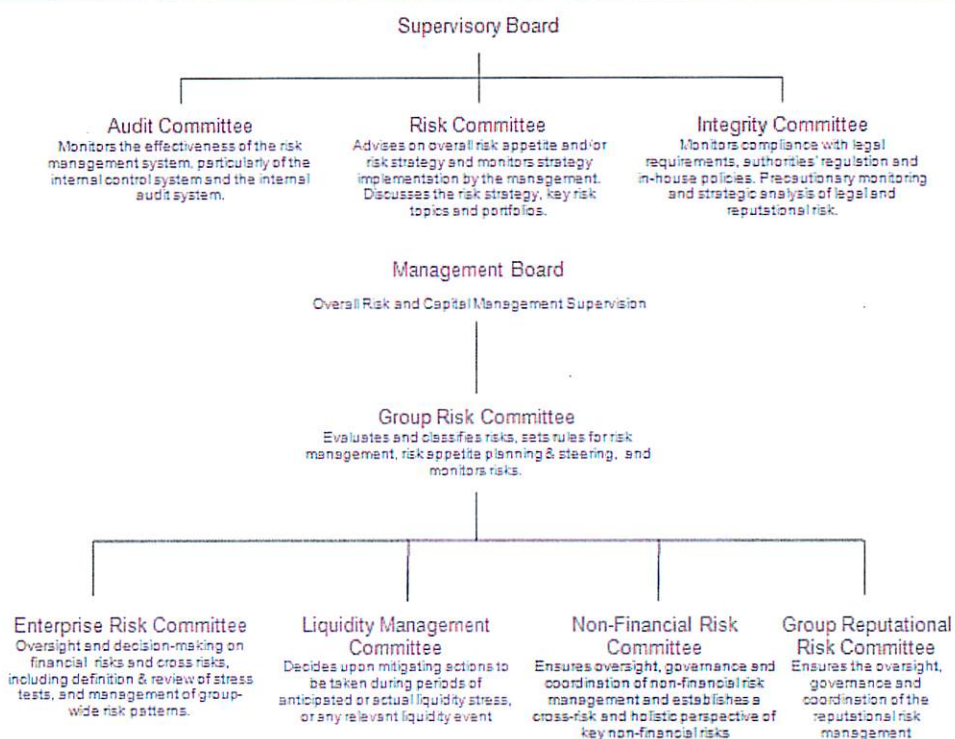 Supervisory Board
Audit Committee
Monitors the effectiveness of the risk
management system, particularly of the
internal control system and the internal
audit system.
Risk Committee
Advises on overall risk appetite and/or
risk strategy and monitors strategy
implementation by the management.
Discusses the risk strategy, key risk
topics and portfolios.
Integrity Committee
Monitors compliance with legal
requirements, authorities' regulation and
in-house policies. Precautionary monitoring
and strategic analysis of legal and
reputational risk.
Management Board
Overall Risk and Capital Management Supervision
Group Risk Committee
Evaluates and classifies risks, sets rules for risk
management, risk appetite planning & steering, and
monitors risks.
Enterprise Risk Committee
Oversight and decision-making on
financial risks and cross risks,
including definition & review of stress
tests, and management of group-
wide risk patterns.
Liquidity Management
Committee
Decides upon mitigating actions to
be taken during periods of
anticipated or actual liquidity stress,
or any relevant liquidity event
Non-Financial Risk
Committee
Ensures oversight, governance and
coordination of non-financial risk
management and establishes a
cross-risk and holistic perspective of
key non-financial risks
Group Reputational
Risk Committee
Ensures the oversight,
governance and
coordination of the
reputational risk
management